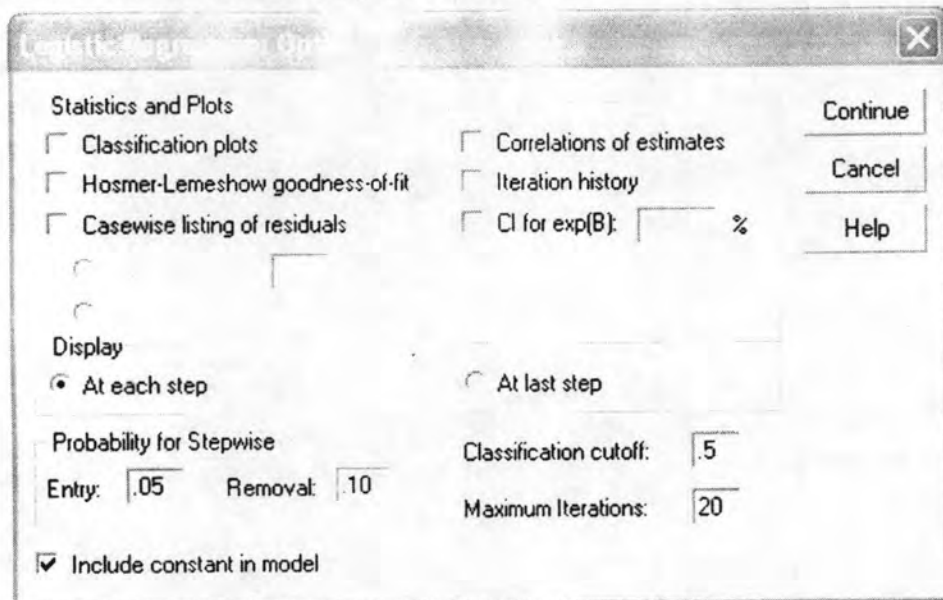 Statistics and Plots
Classification plots
Correlations of estimates
Hosmer-Lemeshow goodness-of-fit
Iteration history
Casewise listing of residuals
CI for exp(B): %
Continue
Cancel
Help
Display
At each step
At last step
Probability for Stepwise
Entry: .05 Removal: .10
Classification cutoff: .5
Maximum Iterations: 20
Include constant in model